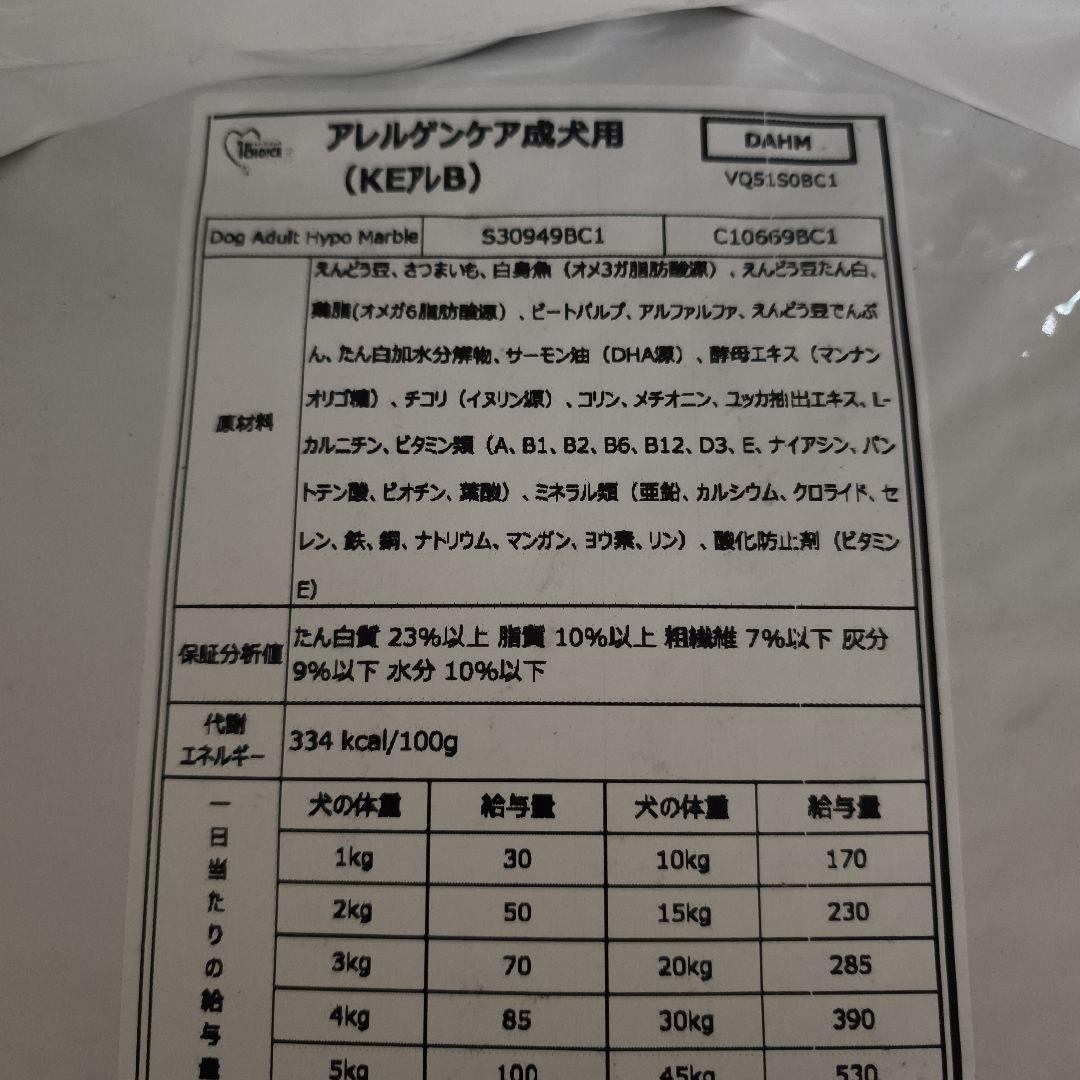 1ST CHOICE
アレルゲンケア成犬用
(KEアレB)
DAHM
VQ51S0BC1
Dog Adult Hypo Marble S30949BC1 C10669BC1
原材料
えんどう豆、さつまいも、白身魚(オメ3ガ脂肪酸源)、えんどう豆たん白、
鶏脂(オメガ6脂肪酸源)、ビートパルプ、アルファルファ、えんどう豆でんぷ
ん、たん白加水分解物、サーモン油(DHA源)、酵母エキス(マンナン
オリゴ糖)、チコリ(イヌリン源)、コリン、メチオニン、ユッカ抽出エキス、L-
カルニチン、ビタミン類(A、B1、B2、B6、B12、D3、E、ナイアシン、パン
トテン酸、ビオチン、葉酸)、ミネラル類(亜鉛、カルシウム、クロライド、セ
レン、鉄、銅、ナトリウム、マンガン、ヨウ素、リン)、酸化防止剤(ビタミン
E)
保証分析値
たん白質 23%以上 脂質 10%以上 粗繊維 7%以下 灰分
9%以下 水分 10%以下
代謝
エネルギー
334 kcal/100g
一日当たりの給与量
犬の体重 給与量 犬の体重 給与量
1kg 30 10kg 170
2kg 50 15kg 230
3kg 70 20kg 285
4kg 85 30kg 390
5kg 100 45kg 530